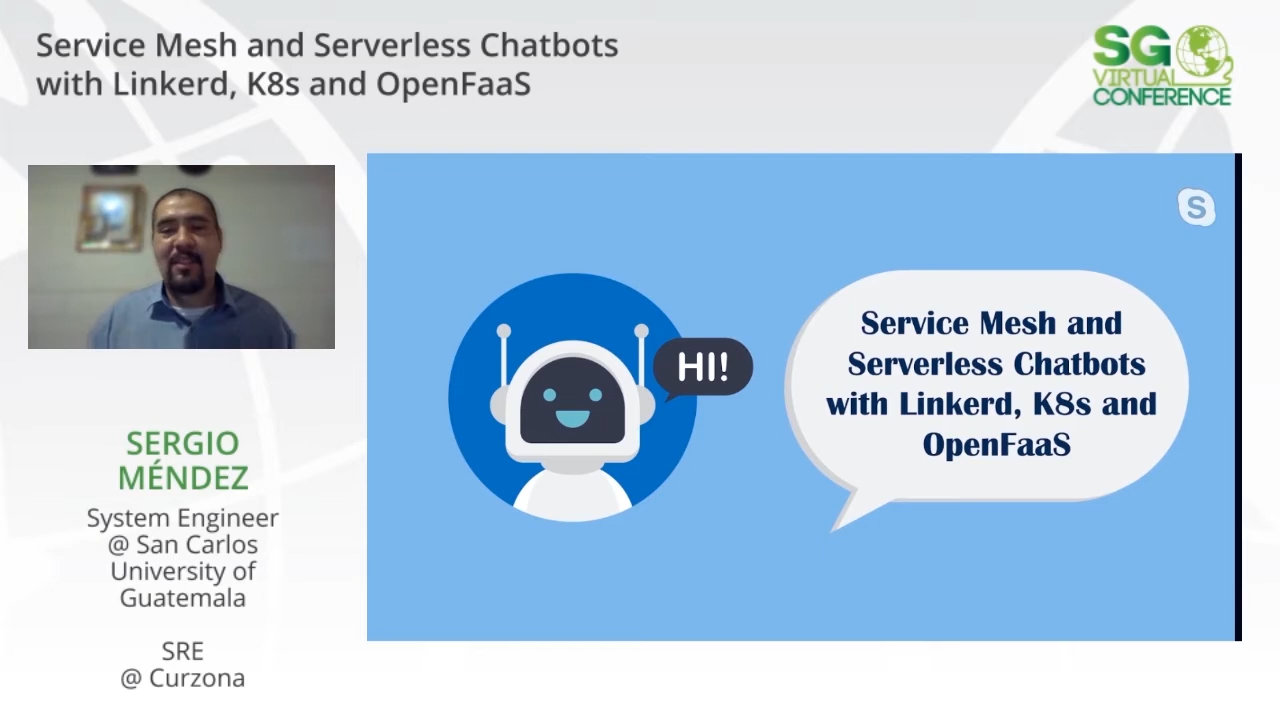 Service Mesh and Serverless Chatbots
with Linkerd, K8s and OpenFaaS
SG
VIRTUAL
CONFERENCE
S
HI!
Service Mesh and
Serverless Chatbots
with Linkerd, K8s and
OpenFaaS
SERGIO
MÉNDEZ
System Engineer
@ San Carlos
University of
Guatemala
SRE
@ Curzona